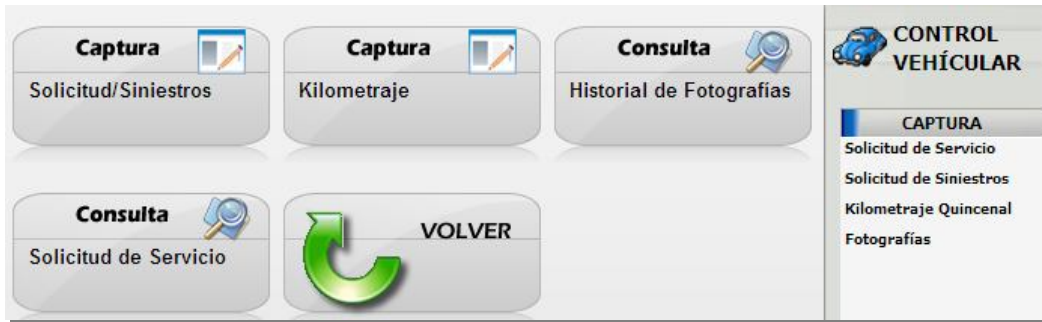 Captura
Solicitud/Siniestros
Captura
Kilometraje
Consulta
Historial de Fotografías
Consulta
Solicitud de Servicio
VOLVER
CONTROL
VEHÍCULAR
CAPTURA
Solicitud de Servicio
Solicitud de Siniestros
Kilometraje Quincenal
Fotografías